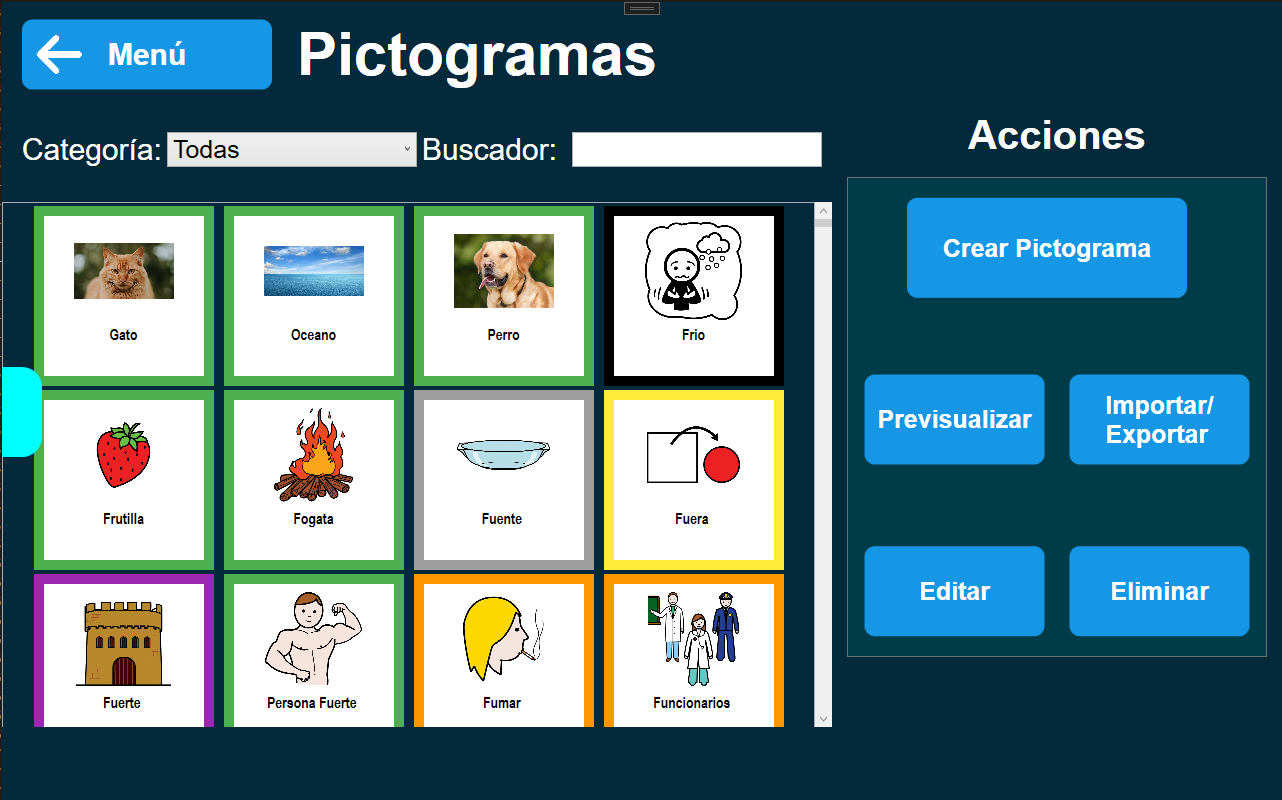 Menú
Pictogramas
Categoría: Todas Buscador:
Acciones
Gato
Oceano
Perro
Frio
Frutilla
Fogata
Fuente
Fuera
Fuerte
Persona Fuerte
Fumar
Funcionarios
Crear Pictograma
Previsualizar
Importar/
Exportar
Editar
Eliminar